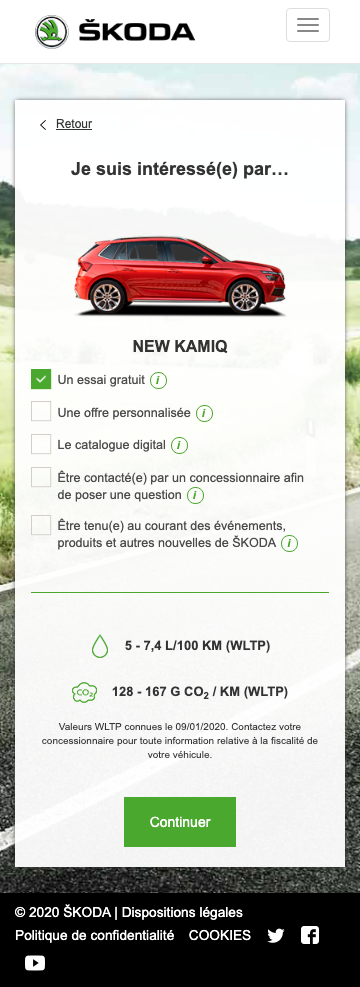 ŠKODA
Retour
Je suis intéressé(e) par…
NEW KAMIQ
Un essai gratuit i
Une offre personnalisée i
Le catalogue digital i
Être contacté(e) par un concessionnaire afin
de poser une question i
Être tenu(e) au courant des événements,
produits et autres nouvelles de ŠKODA i
5 - 7,4 L/100 KM (WLTP)
CO2 128 - 167 G CO₂ / KM (WLTP)
Valeurs WLTP connues le 09/01/2020. Contactez votre
concessionnaire pour toute information relative à la fiscalité de
votre véhicule.
Continuer
© 2020 ŠKODA | Dispositions légales
Politique de confidentialité COOKIES